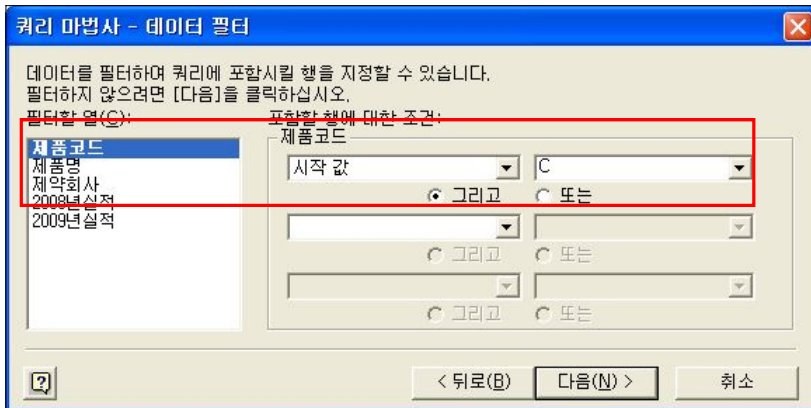 쿼리 마법사 - 데이터 필터
데이터를 필터하여 쿼리에 포함시킬 행을 지정할 수 있습니다.
필터하지 않으려면 [다음]을 클릭하십시오.
필터할 열(C):
포함할 행에 대한 조건:
제품코드
제품명
제약회사
2008년실적
2009년실적
제품코드
시작 값 C
그리고 또는
그리고 또는
그리고 또는
< 뒤로(B) 다음(N) > 취소